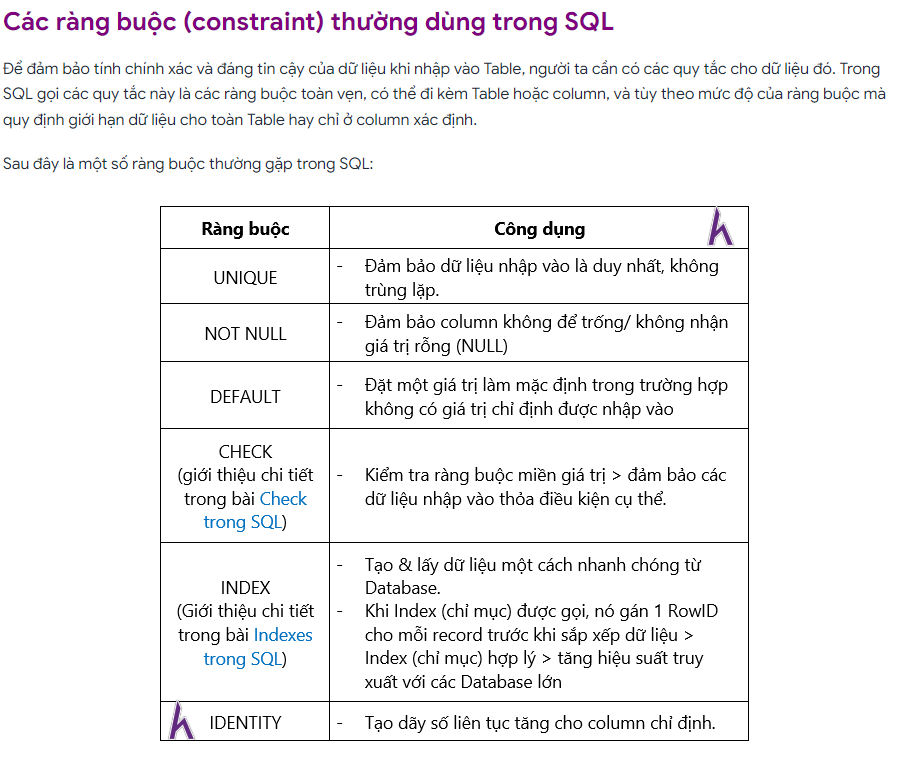 Các ràng buộc (constraint) thường dùng trong SQL
Để đảm bảo tính chính xác và đáng tin cậy của dữ liệu khi nhập vào Table, người ta cần có các quy tắc cho dữ liệu đó. Trong
SQL gọi các quy tắc này là các ràng buộc toàn vẹn, có thể đi kèm Table hoặc column, và tùy theo mức độ của ràng buộc mà
quy định giới hạn dữ liệu cho toàn Table hay chỉ ở column xác định.
Sau đây là một số ràng buộc thường gặp trong SQL:
Ràng buộc
Công dụng
UNIQUE
- Đảm bảo dữ liệu nhập vào là duy nhất, không
trùng lặp.
NOT NULL
- Đảm bảo column không để trống/ không nhận
giá trị rỗng (NULL)
DEFAULT
- Đặt một giá trị làm mặc định trong trường hợp
không có giá trị chỉ định được nhập vào
CHECK
(giới thiệu chi tiết
trong bài Check
trong SQL)
- Kiểm tra ràng buộc miền giá trị > đảm bảo các
dữ liệu nhập vào thỏa điều kiện cụ thể.
INDEX
(Giới thiệu chi tiết
trong bài Indexes
trong SQL)
- Tạo & lấy dữ liệu một cách nhanh chóng từ
Database.
- Khi Index (chỉ mục) được gọi, nó gán 1 RowID
cho mỗi record trước khi sắp xếp dữ liệu >
Index (chỉ mục) hợp lý > tăng hiệu suất truy
xuất với các Database lớn
IDENTITY
- Tạo dãy số liên tục tăng cho column chỉ định.